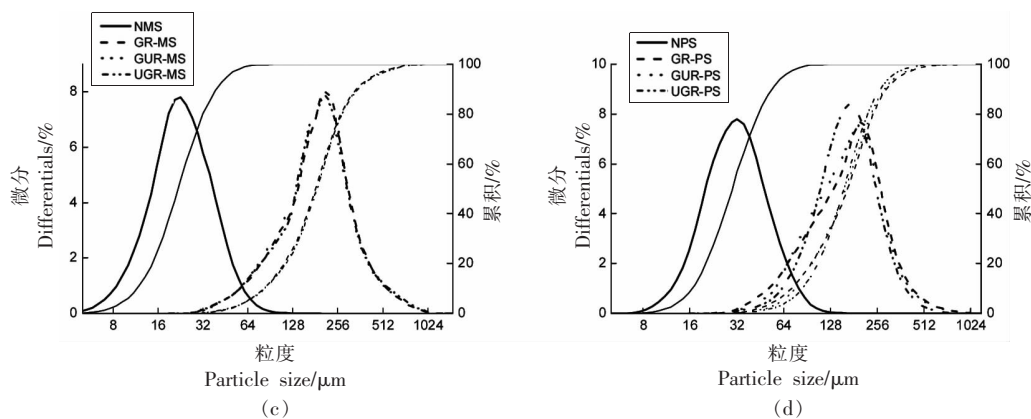 NMS
GR-MS
GUR-MS
UGR-MS
8
6
4
2
0
微分
Differentials/%
100
80
60
40
20
0
累积/%
8 16 32 64 128 256 512 1024
粒度
Particle size/μm
(c)
NPS
GR-PS
GUR-PS
UGR-PS
10
8
6
4
2
0
微分
Differentials/%
100
80
60
40
20
0
累积/%
8 16 32 64 128 256 512 1024
粒度
Particle size/μm
(d)